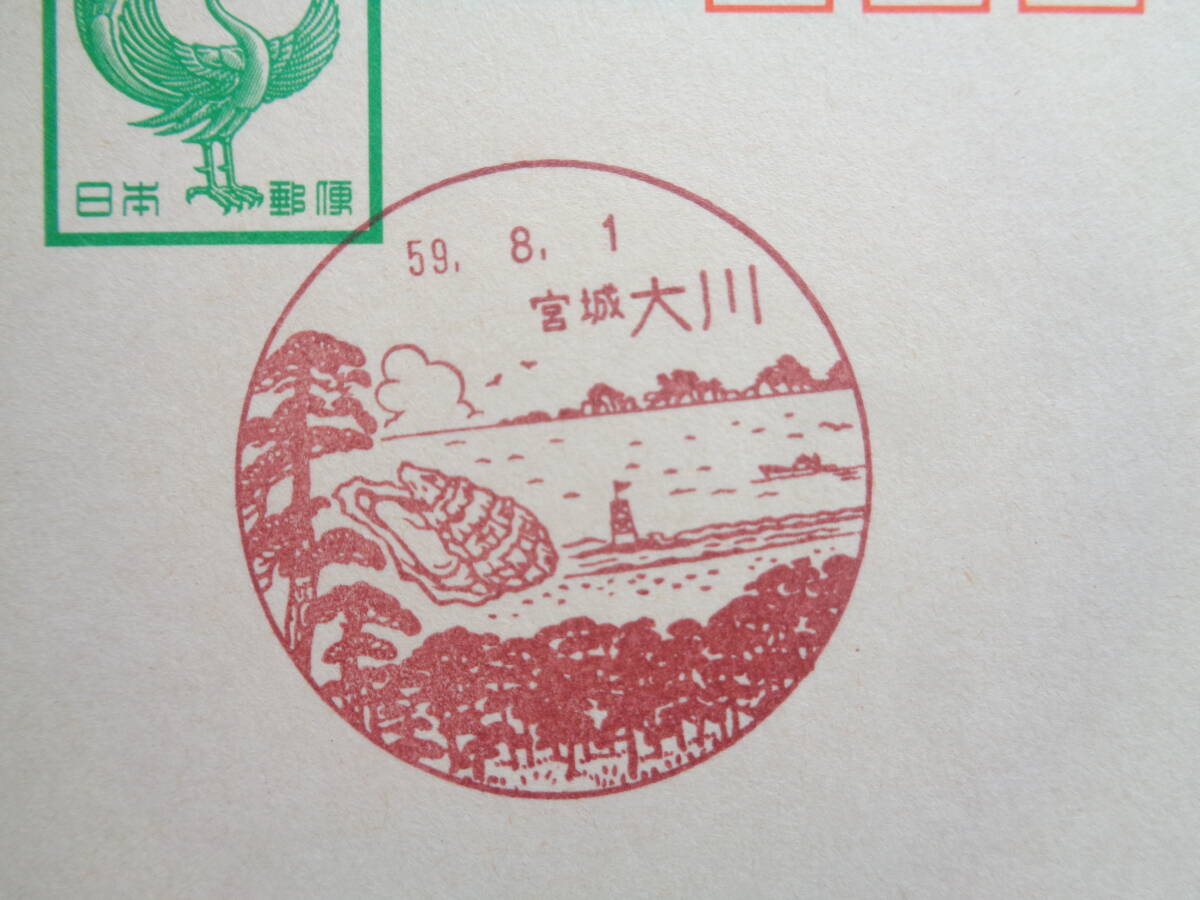 日本 郵便
59. 8. 1
宮城大川